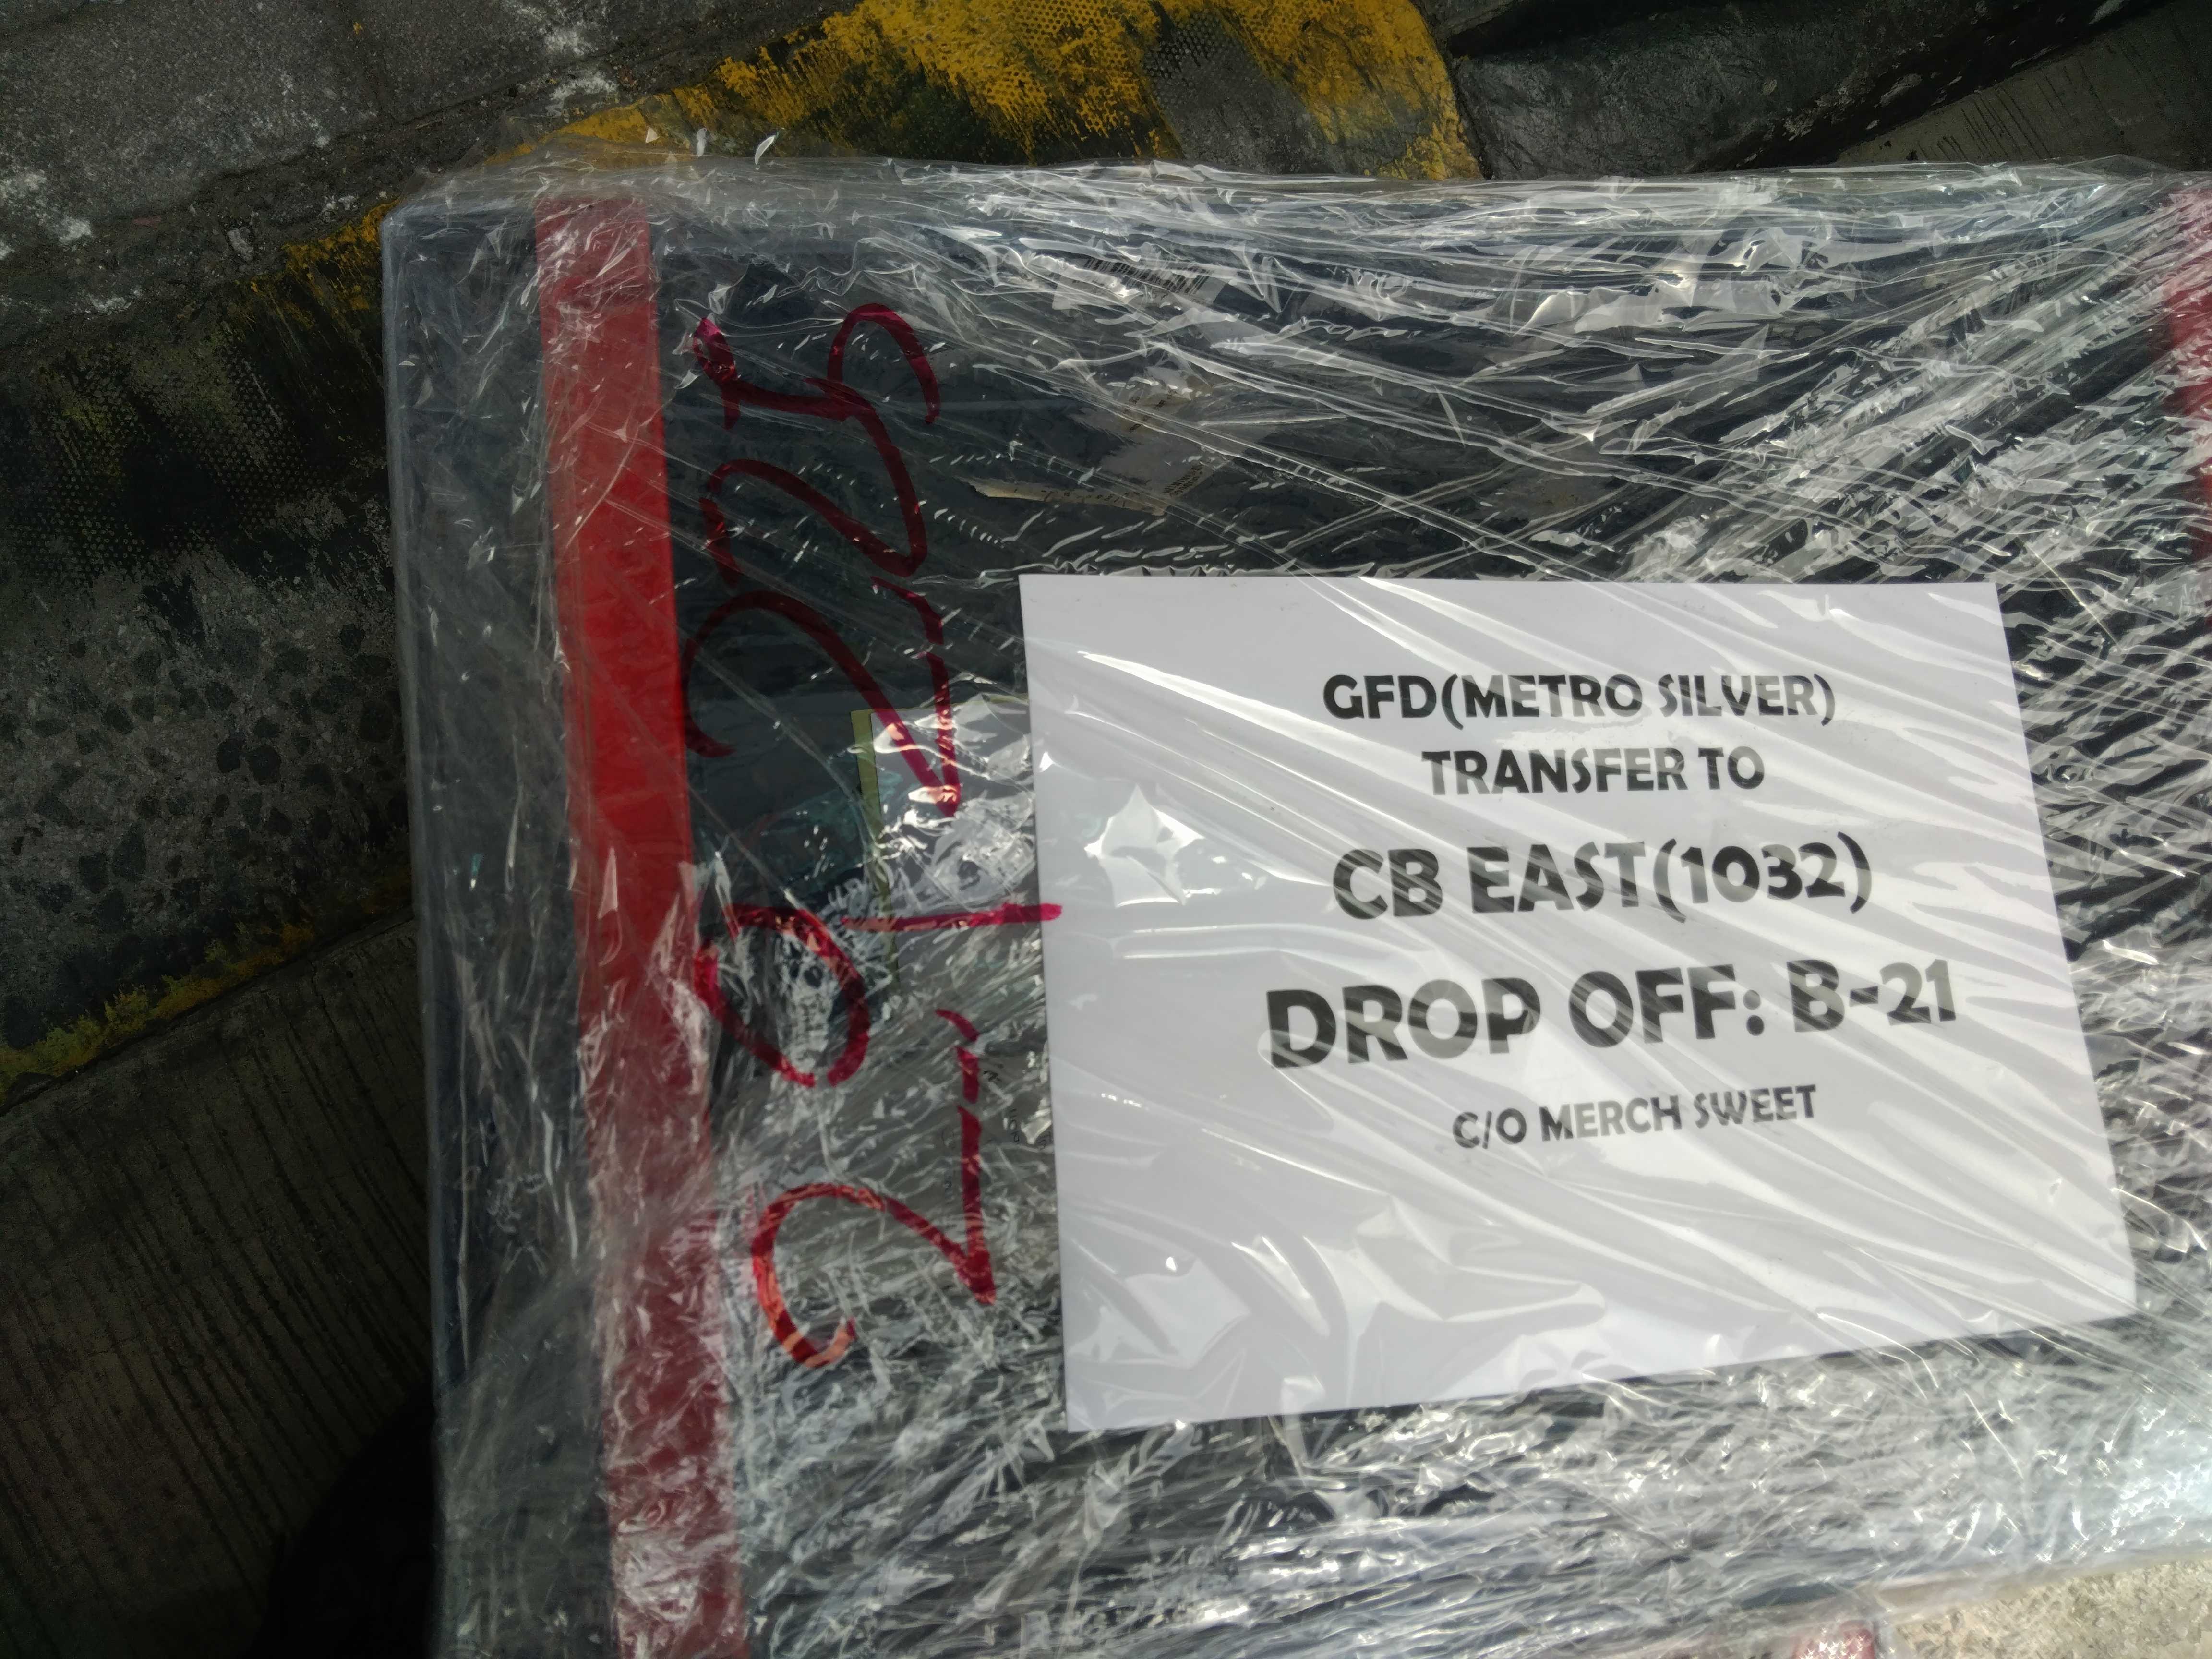 GFD(METRO SILVER)
TRANSFER TO
CB EAST(1032)
DROP OFF: B-21
C/O MERCH SWEET